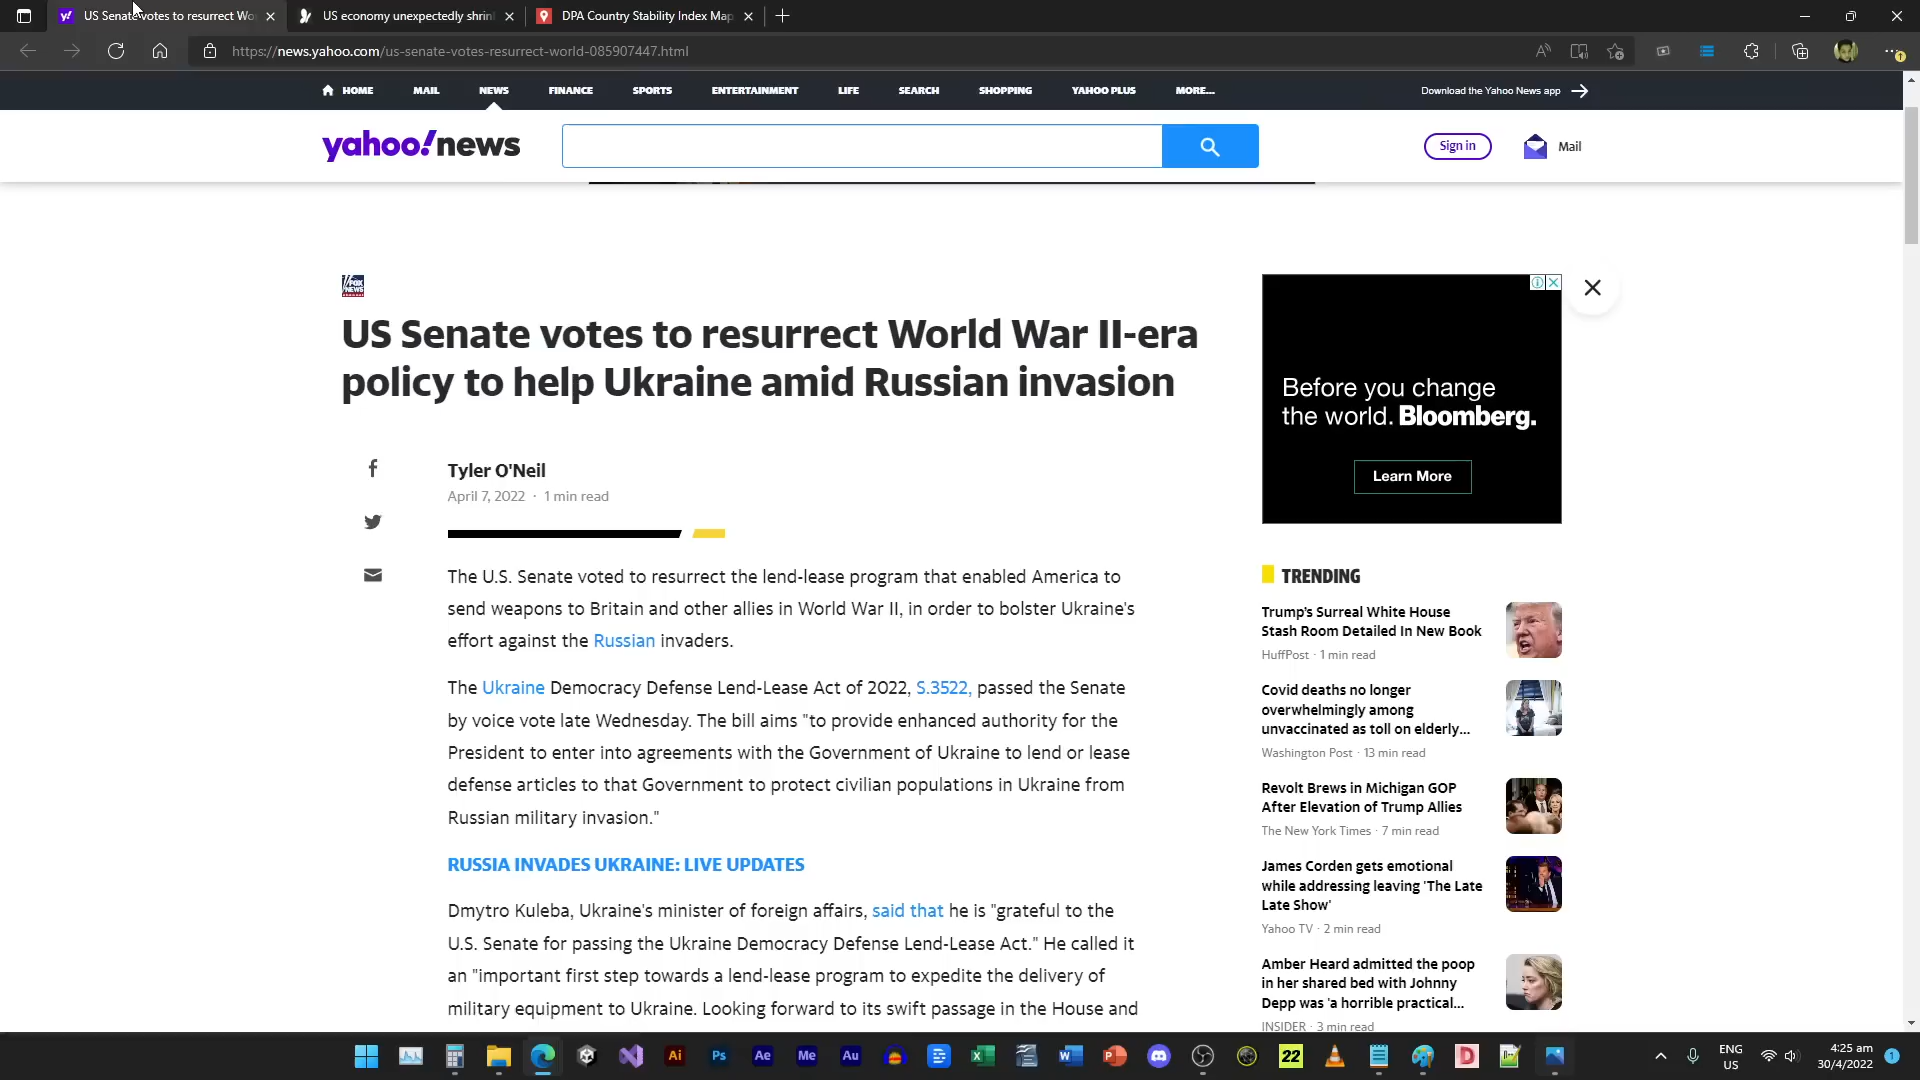 US Senate votes to resurrect Wo
US economy unexpectedly shrin
DPA Country Stability Index Map
https://news.yahoo.com/us-senate-votes-resurrect-world-085907447.html
HOME MAIL NEWS FINANCE SPORTS ENTERTAINMENT LIFE SEARCH SHOPPING YAHOO PLUS MORE...
Download the Yahoo News app
yahoo!news
Sign in
Mail
FOX NEWS
US Senate votes to resurrect World War II-era
policy to help Ukraine amid Russian invasion
Tyler O'Neil
April 7, 2022 · 1 min read
The U.S. Senate voted to resurrect the lend-lease program that enabled America to
send weapons to Britain and other allies in World War II, in order to bolster Ukraine's
effort against the Russian invaders.
The Ukraine Democracy Defense Lend-Lease Act of 2022, S.3522, passed the Senate
by voice vote late Wednesday. The bill aims "to provide enhanced authority for the
President to enter into agreements with the Government of Ukraine to lend or lease
defense articles to that Government to protect civilian populations in Ukraine from
Russian military invasion."
RUSSIA INVADES UKRAINE: LIVE UPDATES
Dmytro Kuleba, Ukraine's minister of foreign affairs, said that he is "grateful to the
U.S. Senate for passing the Ukraine Democracy Defense Lend-Lease Act." He called it
an "important first step towards a lend-lease program to expedite the delivery of
military equipment to Ukraine. Looking forward to its swift passage in the House and
Before you change
the world. Bloomberg.
Learn More
TRENDING
Trump's Surreal White House
Stash Room Detailed In New Book
HuffPost · 1 min read
Covid deaths no longer
overwhelmingly among
unvaccinated as toll on elderly...
Washington Post · 13 min read
Revolt Brews in Michigan GOP
After Elevation of Trump Allies
The New York Times · 7 min read
James Corden gets emotional
while addressing leaving 'The Late
Late Show'
Yahoo TV · 2 min read
Amber Heard admitted the poop
in her shared bed with Johnny
Depp was 'a horrible practical...
INSIDER · 3 min read
Ai Ps Ae Me Au 22
ENG
US
4:25 am
30/4/2022
1